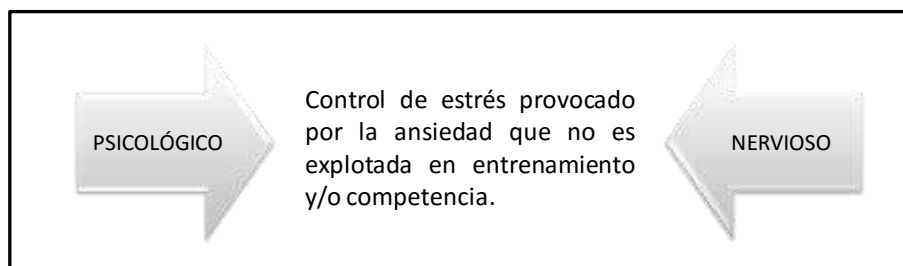 PSICOLÓGICO
Control de estrés provocado
por la ansiedad que no es
explotada en entrenamiento
y/o competencia.
NERVIOSO